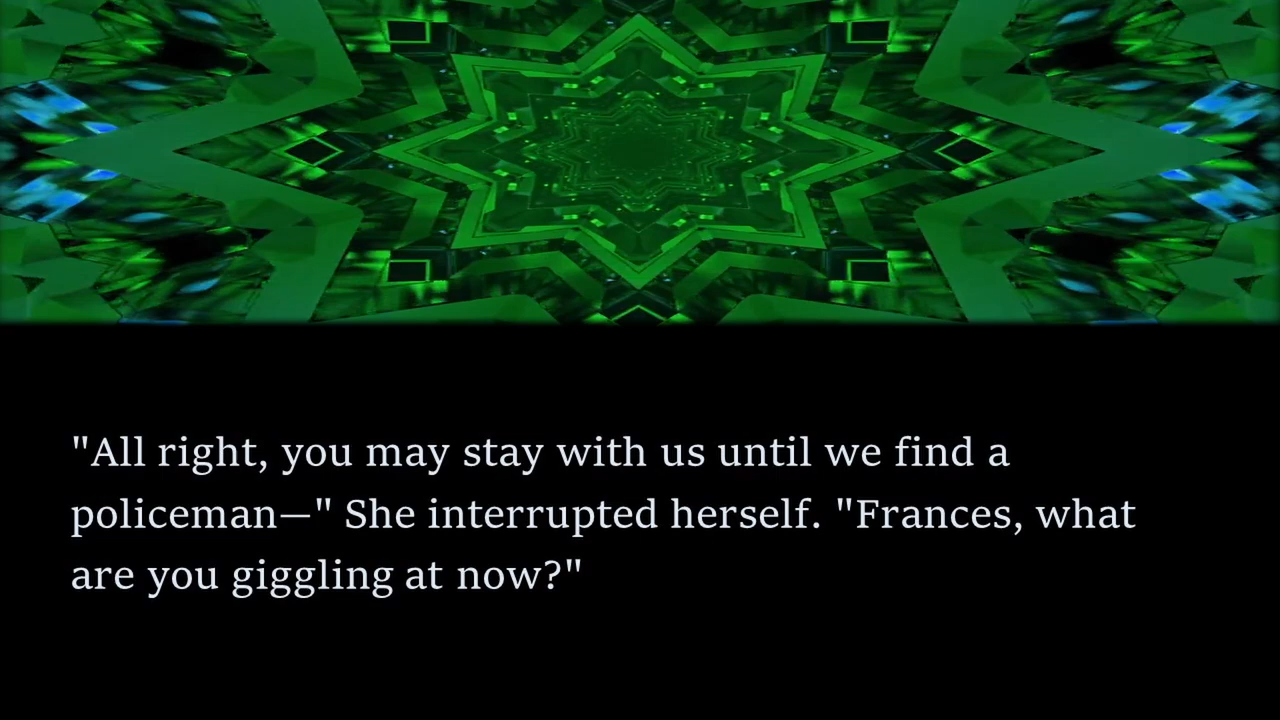 "All right, you may stay with us until we find a
policeman—" She interrupted herself. "Frances, what
are you giggling at now?"